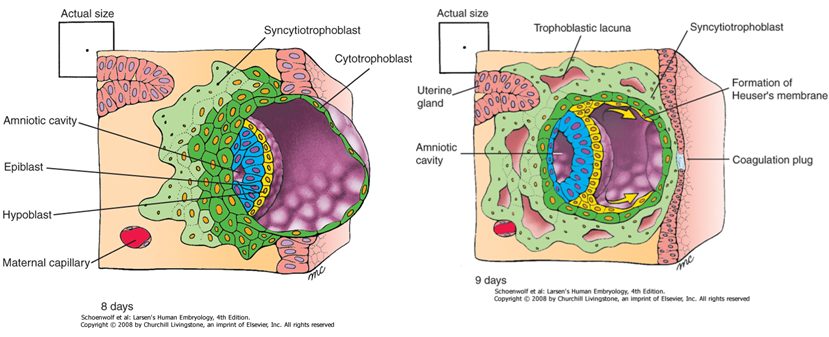 Actual size
Syncytiotrophoblast
Cytotrophoblast
Amniotic cavity
Epiblast
Hypoblast
Maternal capillary
mc
8 days
Schoenwolf et al: Larsen's Human Embryology, 4th Edition.
Copyright © 2008 by Churchill Livingstone, an imprint of Elsevier, Inc. All rights reserved
Actual size
Trophoblastic lacuna
Syncytiotrophoblast
Uterine
gland
Formation of
Heuser's membrane
Amniotic
cavity
Coagulation plug
mc
9 days
Schoenwolf et al: Larsen's Human Embryology, 4th Edition.
Copyright © 2008 by Churchill Livingstone, an imprint of Elsevier, Inc. All rights reserved